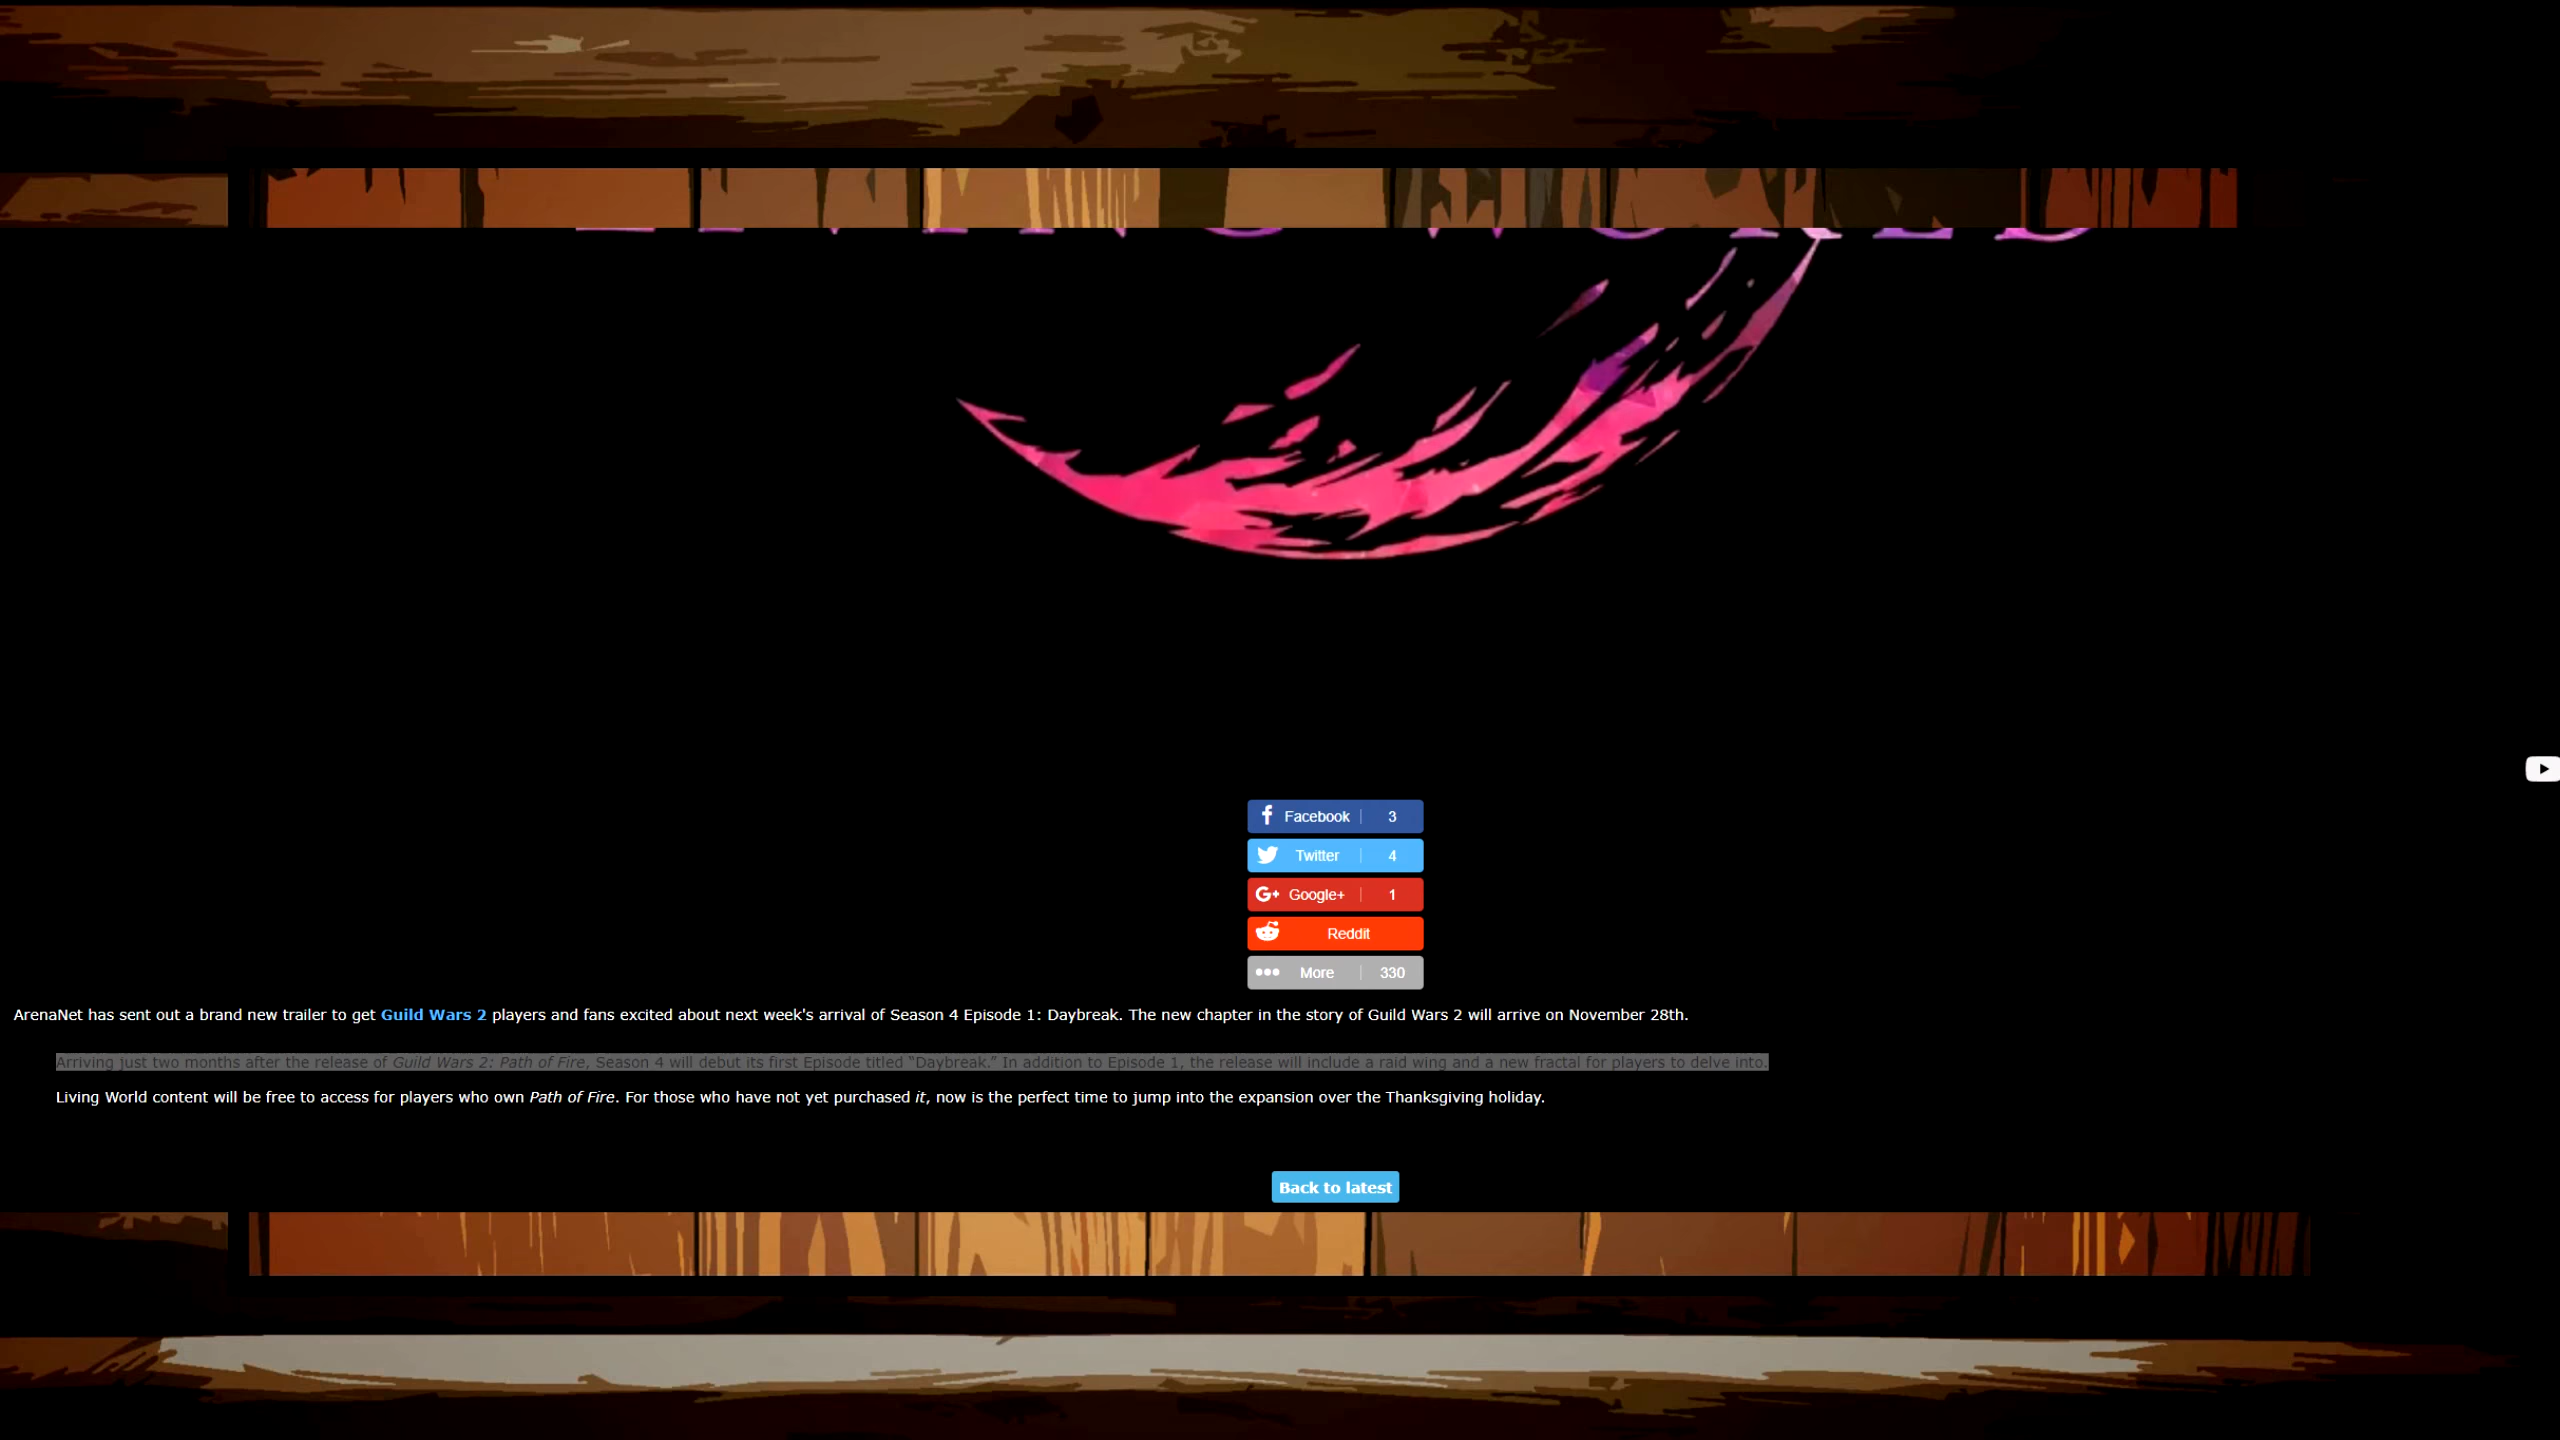 LIVING WORLD
Facebook 3
Twitter 4
G+ Google+ 1
Reddit
More 330
ArenaNet has sent out a brand new trailer to get Guild Wars 2 players and fans excited about next week's arrival of Season 4 Episode 1: Daybreak. The new chapter in the story of Guild Wars 2 will arrive on November 28th.
Arriving just two months after the release of Guild Wars 2: Path of Fire, Season 4 will debut its first Episode titled “Daybreak.” In addition to Episode 1, the release will include a raid wing and a new fractal for players to delve into.
Living World content will be free to access for players who own Path of Fire. For those who have not yet purchased it, now is the perfect time to jump into the expansion over the Thanksgiving holiday.
Back to latest